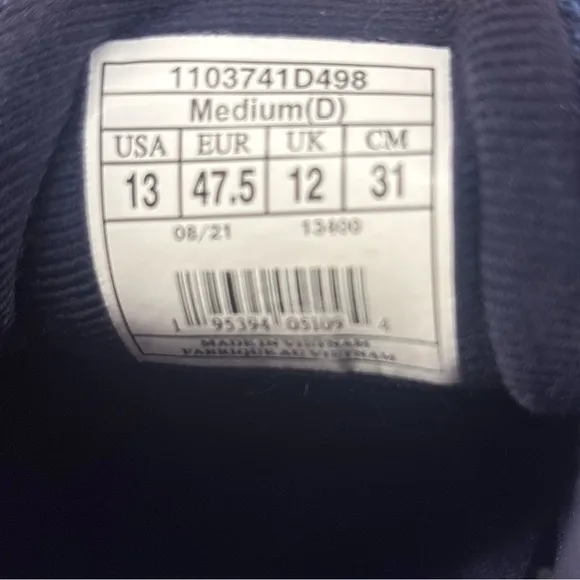 1103741D498
Medium(D)
USA EUR UK CM
13 47.5 12 31
08/21 13400
1 95394 05109 4
MADE IN VIETNAM
FABRIQUE AU VIETNAM